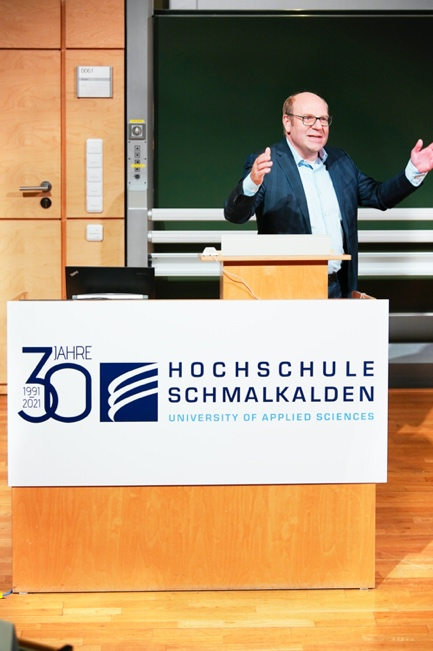 30 JAHRE
1991
2021
HOCHSCHULE
SCHMALKALDEN
UNIVERSITY OF APPLIED SCIENCES